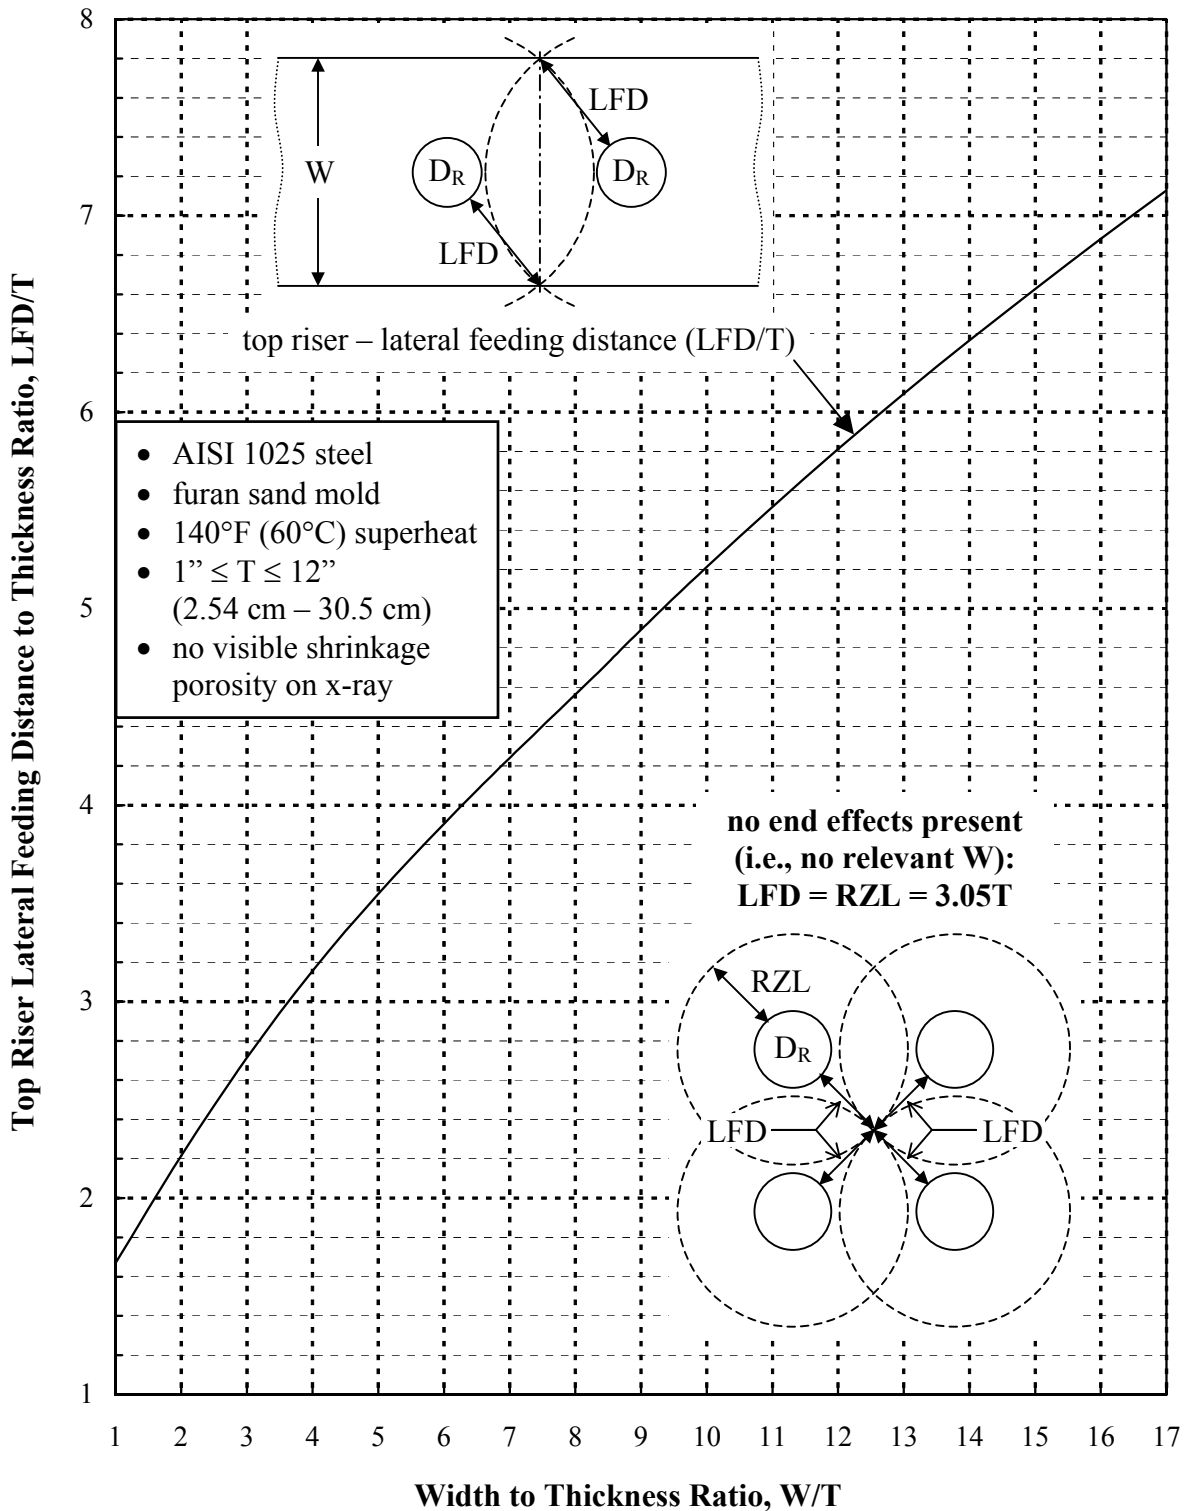 Top Riser Lateral Feeding Distance to Thickness Ratio, LFD/T
8
7
6
5
4
3
2
1
W
D_R
D_R
LFD
LFD
top riser – lateral feeding distance (LFD/T)
• AISI 1025 steel
• furan sand mold
• 140°F (60°C) superheat
• 1” ≤ T ≤ 12”
(2.54 cm – 30.5 cm)
• no visible shrinkage
porosity on x-ray
no end effects present
(i.e., no relevant W):
LFD = RZL = 3.05T
RZL
D_R
LFD
LFD
1 2 3 4 5 6 7 8 9 10 11 12 13 14 15 16 17
Width to Thickness Ratio, W/T